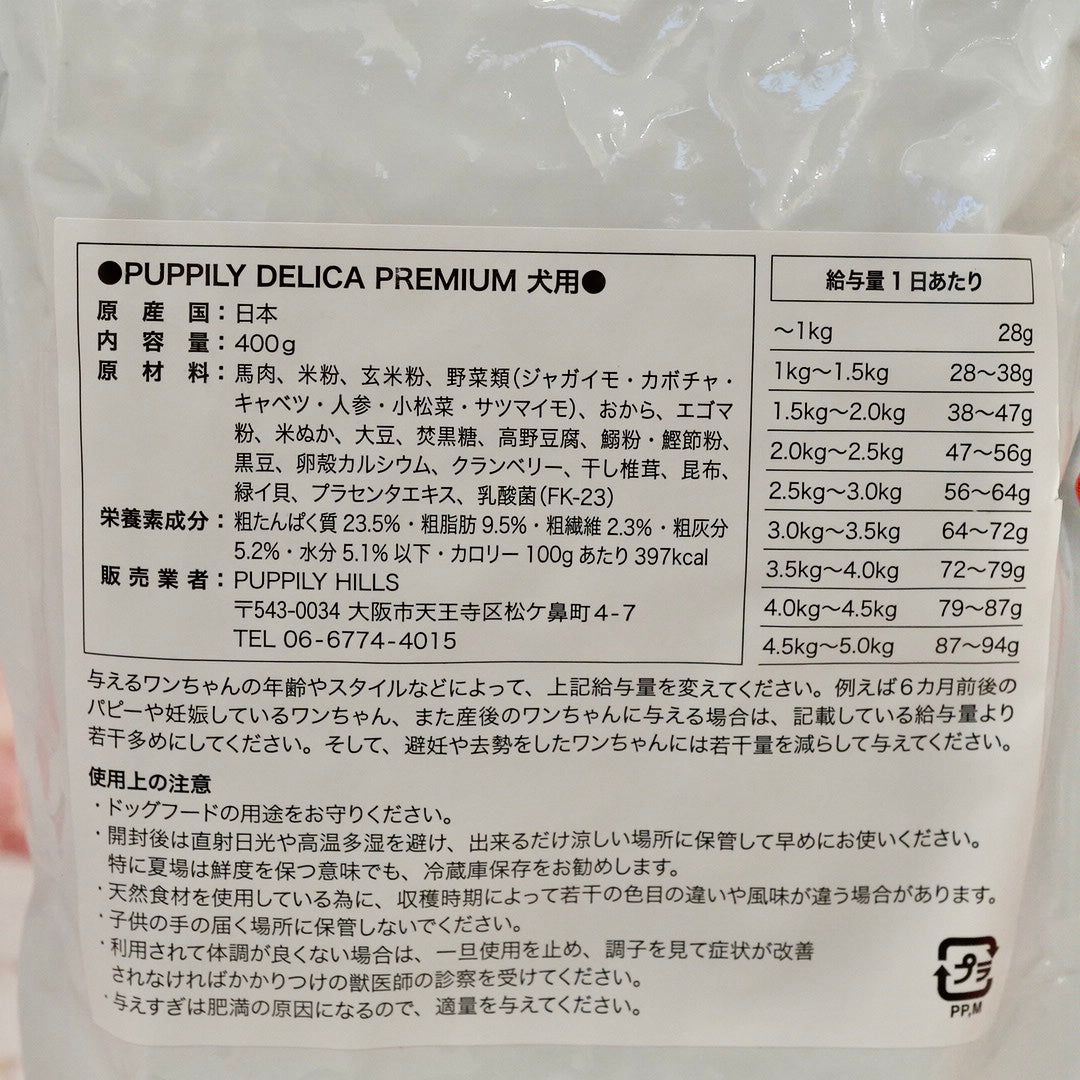 ●PUPPILY DELICA PREMIUM 犬用●
原産国：日本
内容量：400g
原材料：馬肉、米粉、玄米粉、野菜類(ジャガイモ・カボチャ・
キャベツ・人参・小松菜・サツマイモ)、おから、エゴマ
粉、米ぬか、大豆、焚黒糖、高野豆腐、鰯粉・鰹節粉、
黒豆、卵殻カルシウム、クランベリー、干し椎茸、昆布、
緑イ貝、プラセンタエキス、乳酸菌(FK-23)
栄養素成分：粗たんぱく質 23.5%・粗脂肪 9.5%・粗繊維 2.3%・粗灰分
5.2%・水分 5.1% 以下・カロリー 100g あたり 397kcal
販売業者：PUPPILY HILLS
〒543-0034 大阪市天王寺区松ケ鼻町4-7
TEL 06-6774-4015
給与量 1 日あたり
～1kg 28g
1kg～1.5kg 28～38g
1.5kg～2.0kg 38～47g
2.0kg～2.5kg 47～56g
2.5kg～3.0kg 56～64g
3.0kg～3.5kg 64～72g
3.5kg～4.0kg 72～79g
4.0kg～4.5kg 79～87g
4.5kg～5.0kg 87～94g
与えるワンちゃんの年齢やスタイルなどによって、上記給与量を変えてください。例えば6カ月前後の
パピーや妊娠しているワンちゃん、また産後のワンちゃんに与える場合は、記載している給与量より
若干多めにしてください。そして、避妊や去勢をしたワンちゃんには若干量を減らして与えてください。
使用上の注意
・ドッグフードの用途をお守りください。
・開封後は直射日光や高温多湿を避け、出来るだけ涼しい場所に保管して早めにお使いください。
特に夏場は鮮度を保つ意味でも、冷蔵庫保存をお勧めします。
・天然食材を使用している為に、収穫時期によって若干の色目の違いや風味が違う場合があります。
・子供の手の届く場所に保管しないでください。
・利用されて体調が良くない場合は、一旦使用を止め、調子を見て症状が改善
されなければかかりつけの獣医師の診察を受けてください。
・与えすぎは肥満の原因になるので、適量を与えてください。
プラ
PP,M